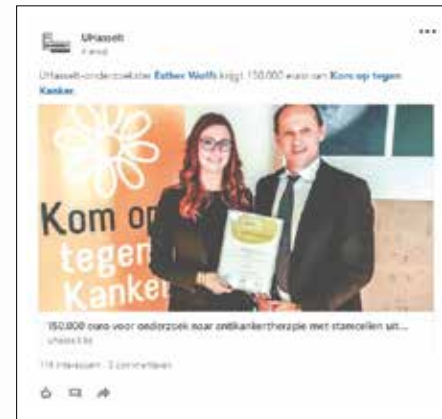 UHasselt
UHasselt-onderzoekster Esther Wolfs krijgt 150.000 euro van Kom op tegen
Kanker
Kom op
tegen
Kanker
150.000 euro voor onderzoek naar antikankertherapie met stamcellen uit...